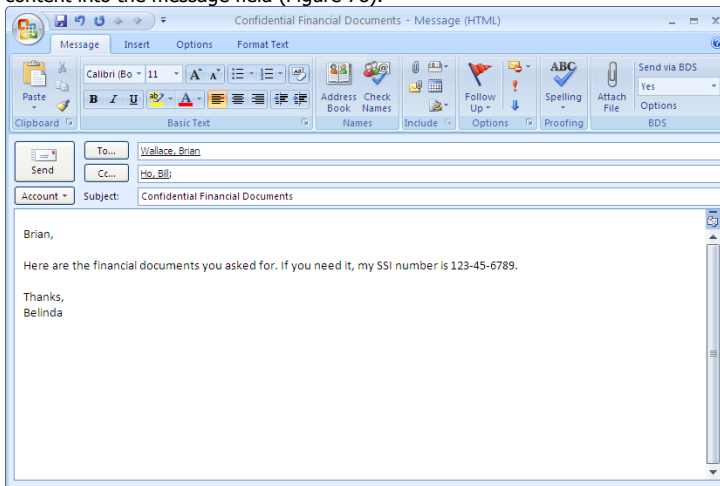 content into the message field (Figure 76).
Confidential Financial Documents - Message (HTML)
Message Insert Options Format Text
Calibri (Bo 11 A A
Send via BDS
Yes
Paste
B I U ab A
Address Book
Check Names
Follow Up
ABC
Spelling
Attach File
Options
Clipboard Basic Text Names Include Options Proofing BDS
Send
To... Wallace, Brian
Cc... Ho, Bill;
Account Subject: Confidential Financial Documents
Brian,
Here are the financial documents you asked for. If you need it, my SSI number is 123-45-6789.
Thanks,
Belinda